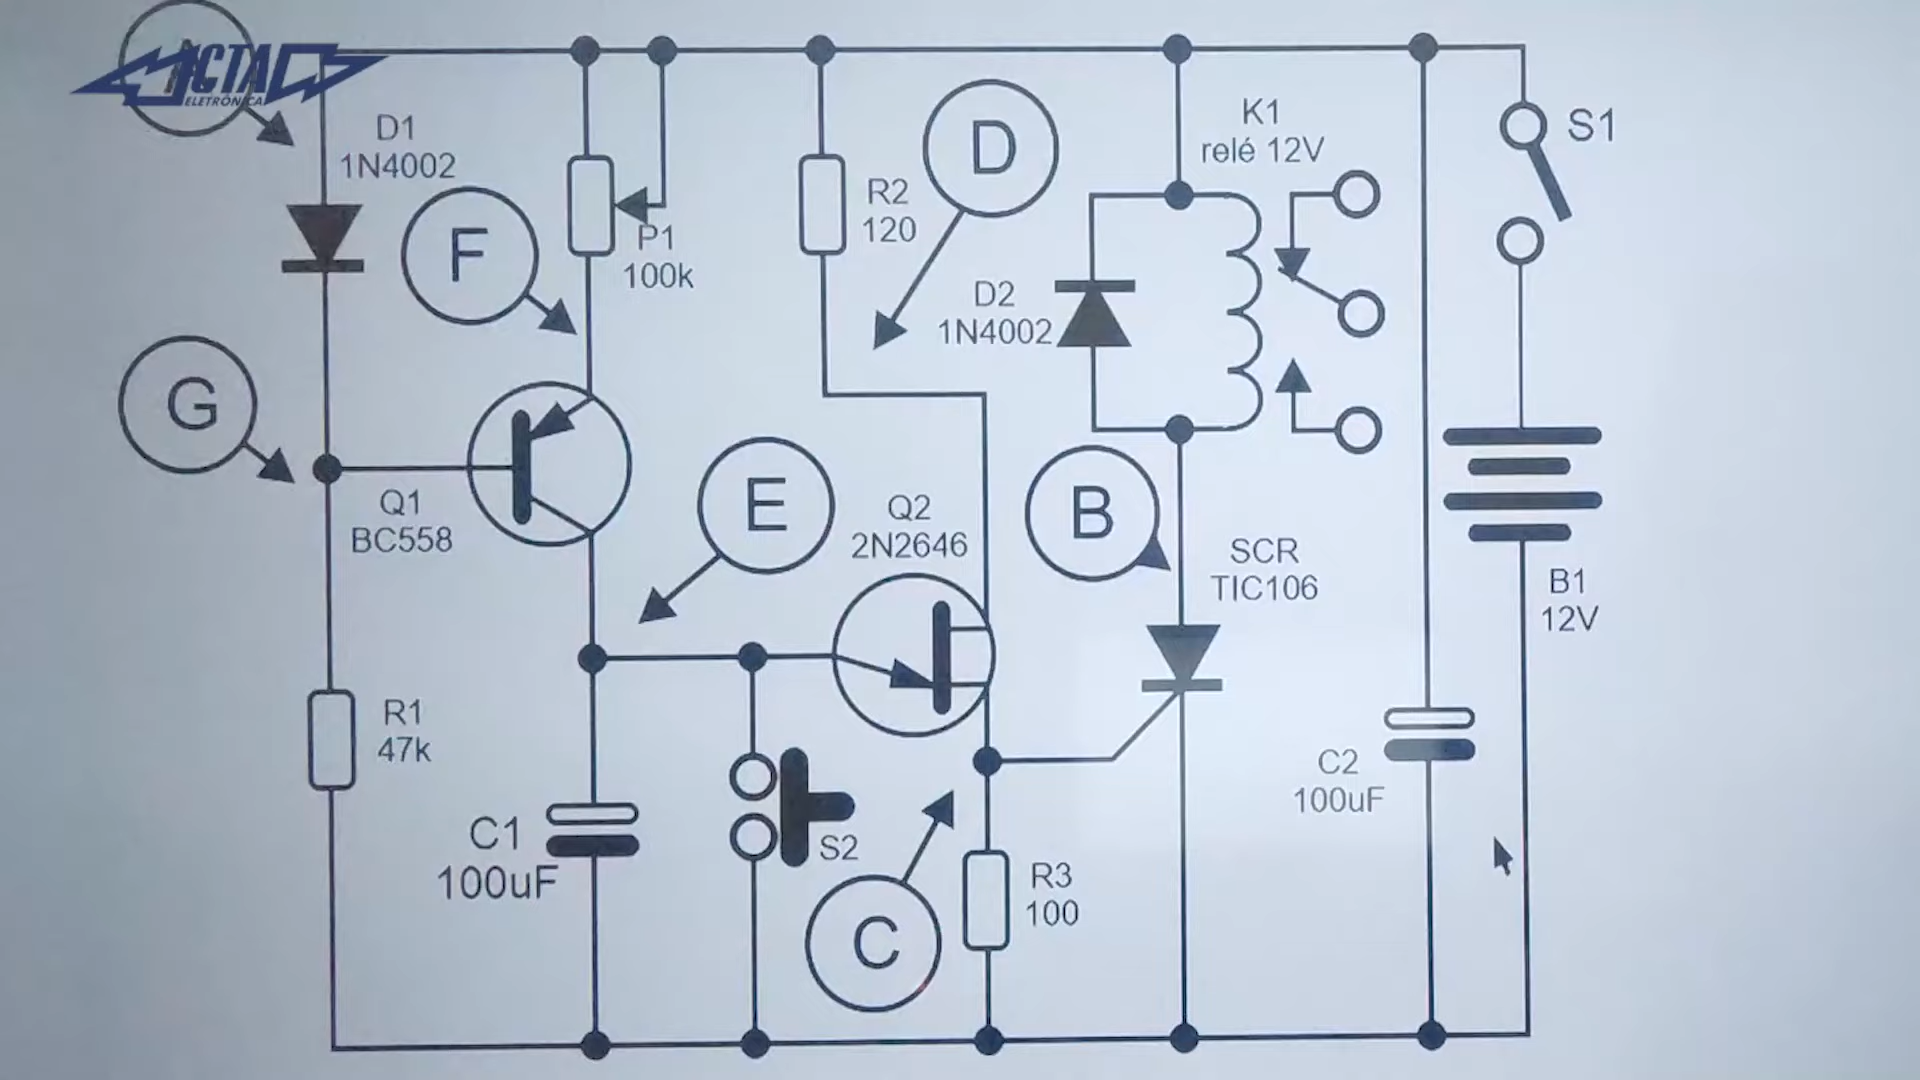 ACTA
ELETRÔNICA
D1
1N4002
F
P1
100k
R2
120
D
K1
relé 12V
S1
D2
1N4002
G
Q1
BC558
E
Q2
2N2646
B
SCR
TIC106
B1
12V
R1
47k
C1
100uF
S2
C
R3
100
C2
100uF